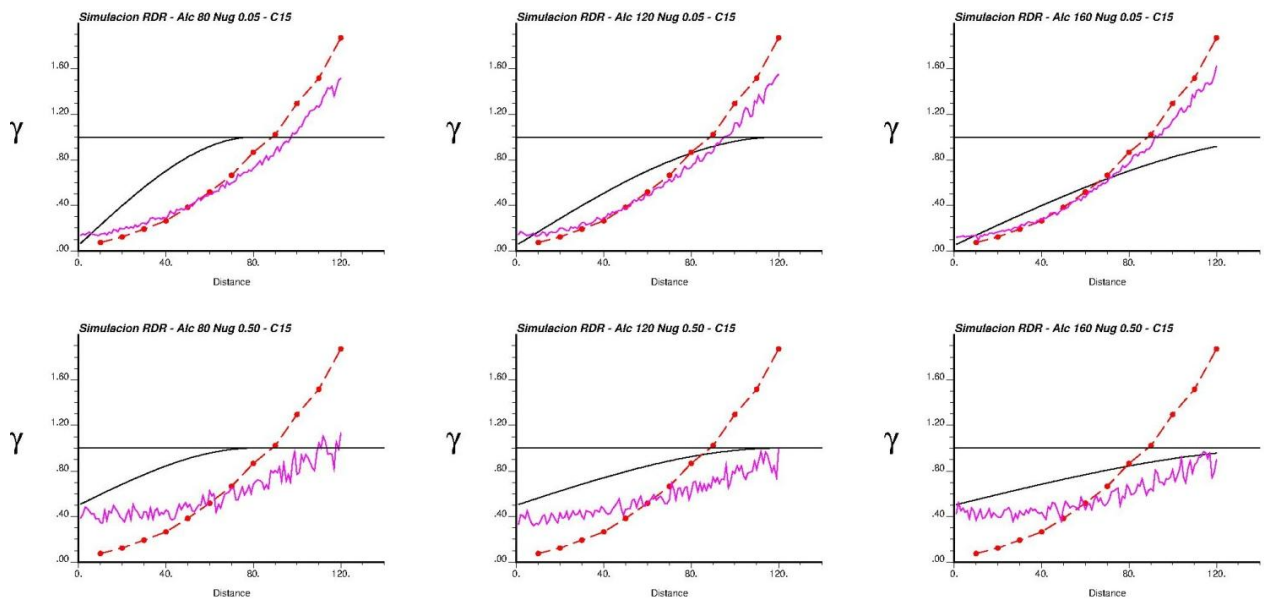 Simulacion RDR - Alc 80 Nug 0.05 - C15
γ
1.60
1.20
.80
.40
.00
0. 40. 80. 120.
Distance
Simulacion RDR - Alc 120 Nug 0.05 - C15
γ
1.60
1.20
.80
.40
.00
0. 40. 80. 120.
Distance
Simulacion RDR - Alc 160 Nug 0.05 - C15
γ
1.60
1.20
.80
.40
.00
0. 40. 80. 120.
Distance
Simulacion RDR - Alc 80 Nug 0.50 - C15
γ
1.60
1.20
.80
.40
.00
0. 40. 80. 120.
Distance
Simulacion RDR - Alc 120 Nug 0.50 - C15
γ
1.60
1.20
.80
.40
.00
0. 40. 80. 120.
Distance
Simulacion RDR - Alc 160 Nug 0.50 - C15
γ
1.60
1.20
.80
.40
.00
0. 40. 80. 120.
Distance